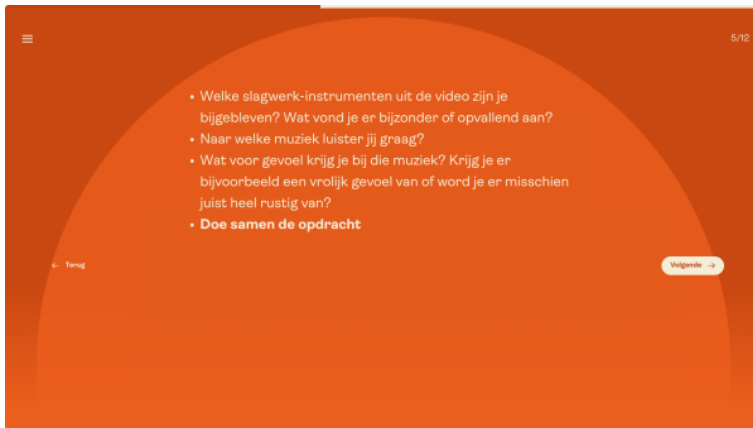 5/12
• Welke slagwerk-instrumenten uit de video zijn je
bijgebleven? Wat vond je er bijzonder of opvallend aan?
• Naar welke muziek luister jij graag?
• Wat voor gevoel krijg je bij die muziek? Krijg je er
bijvoorbeeld een vrolijk gevoel van of word je er misschien
juist heel rustig van?
• Doe samen de opdracht
← Terug
Volgende →